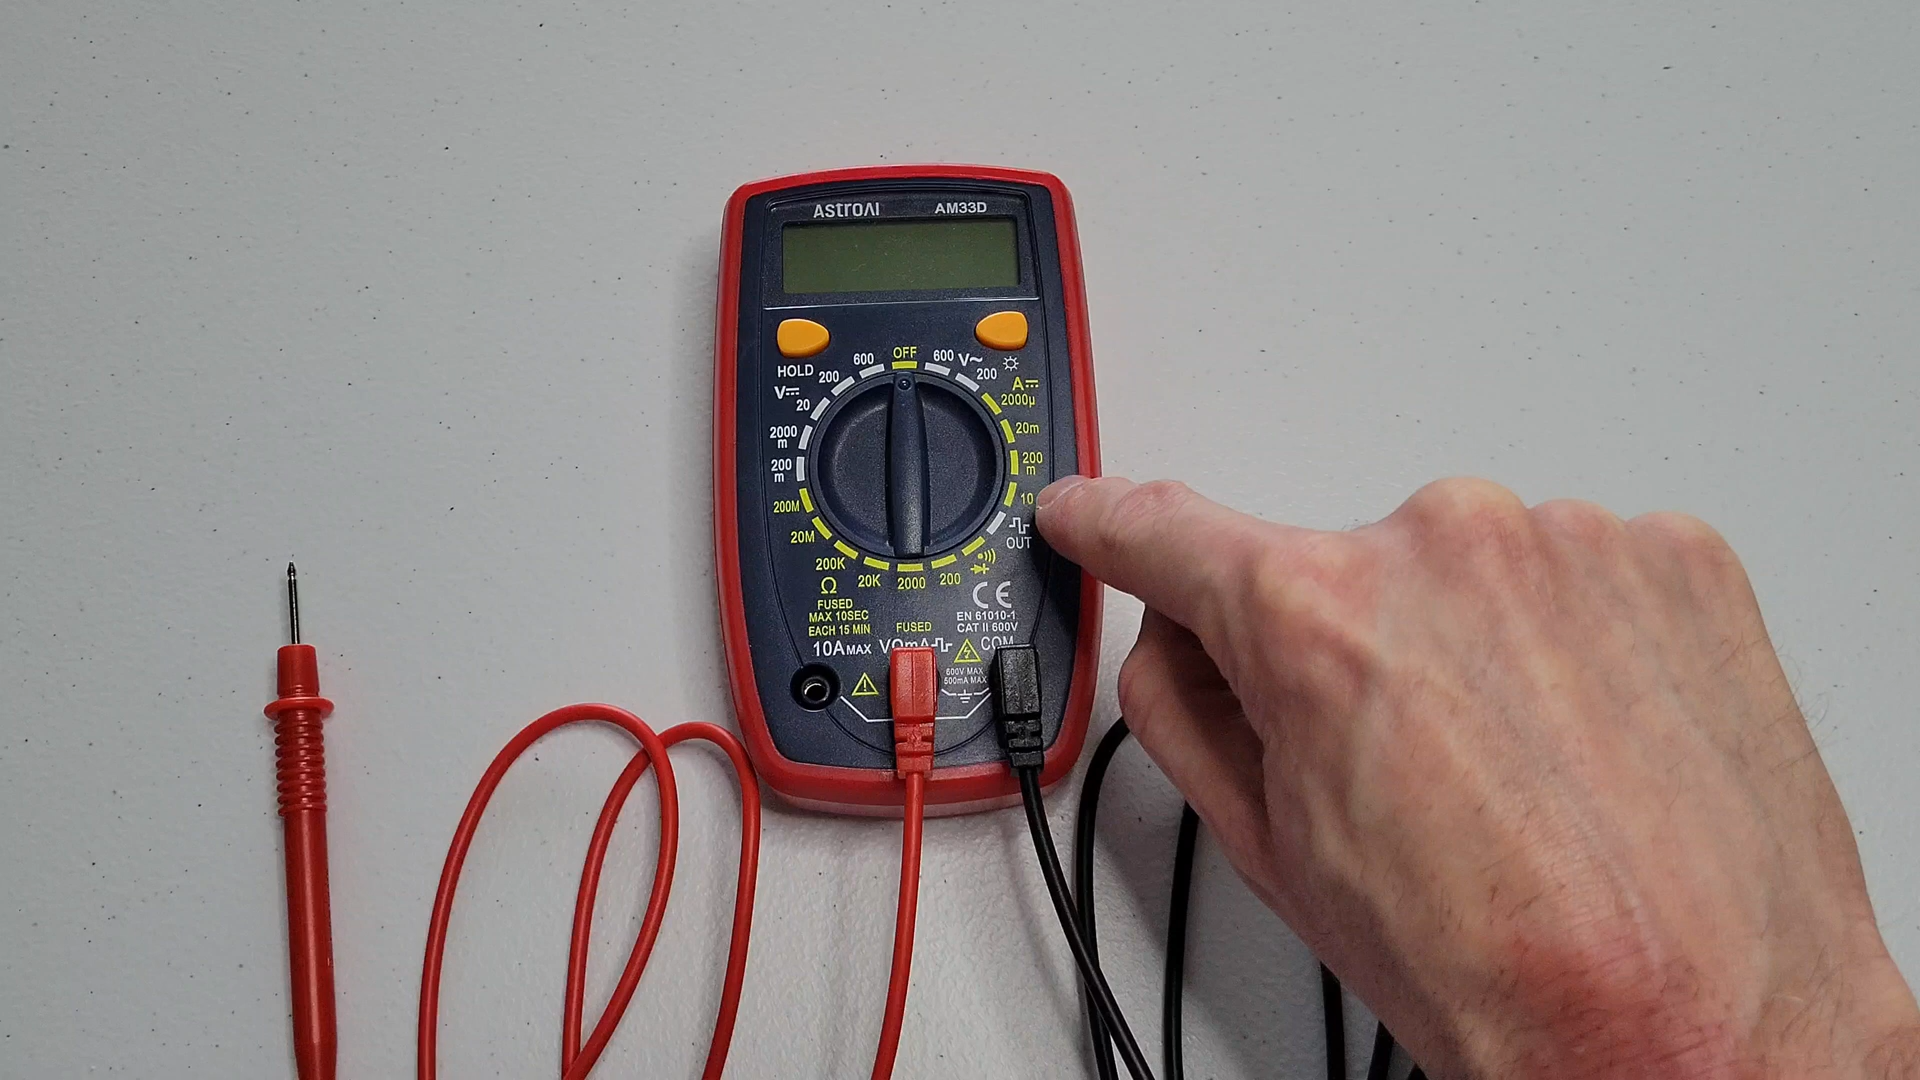 AstroAI AM33D
HOLD
OFF
600 V~
200
A
2000µ
20m
200
m
10
OUT
200
2000
20K
Ω
200K
20M
200M
200
m
2000
m
20
V
200
600
FUSED
MAX 10SEC
EACH 15 MIN
10A MAX
FUSED
VΩmA
CE
EN 61010-1
CAT II 600V
COM
600V MAX
500mA MAX